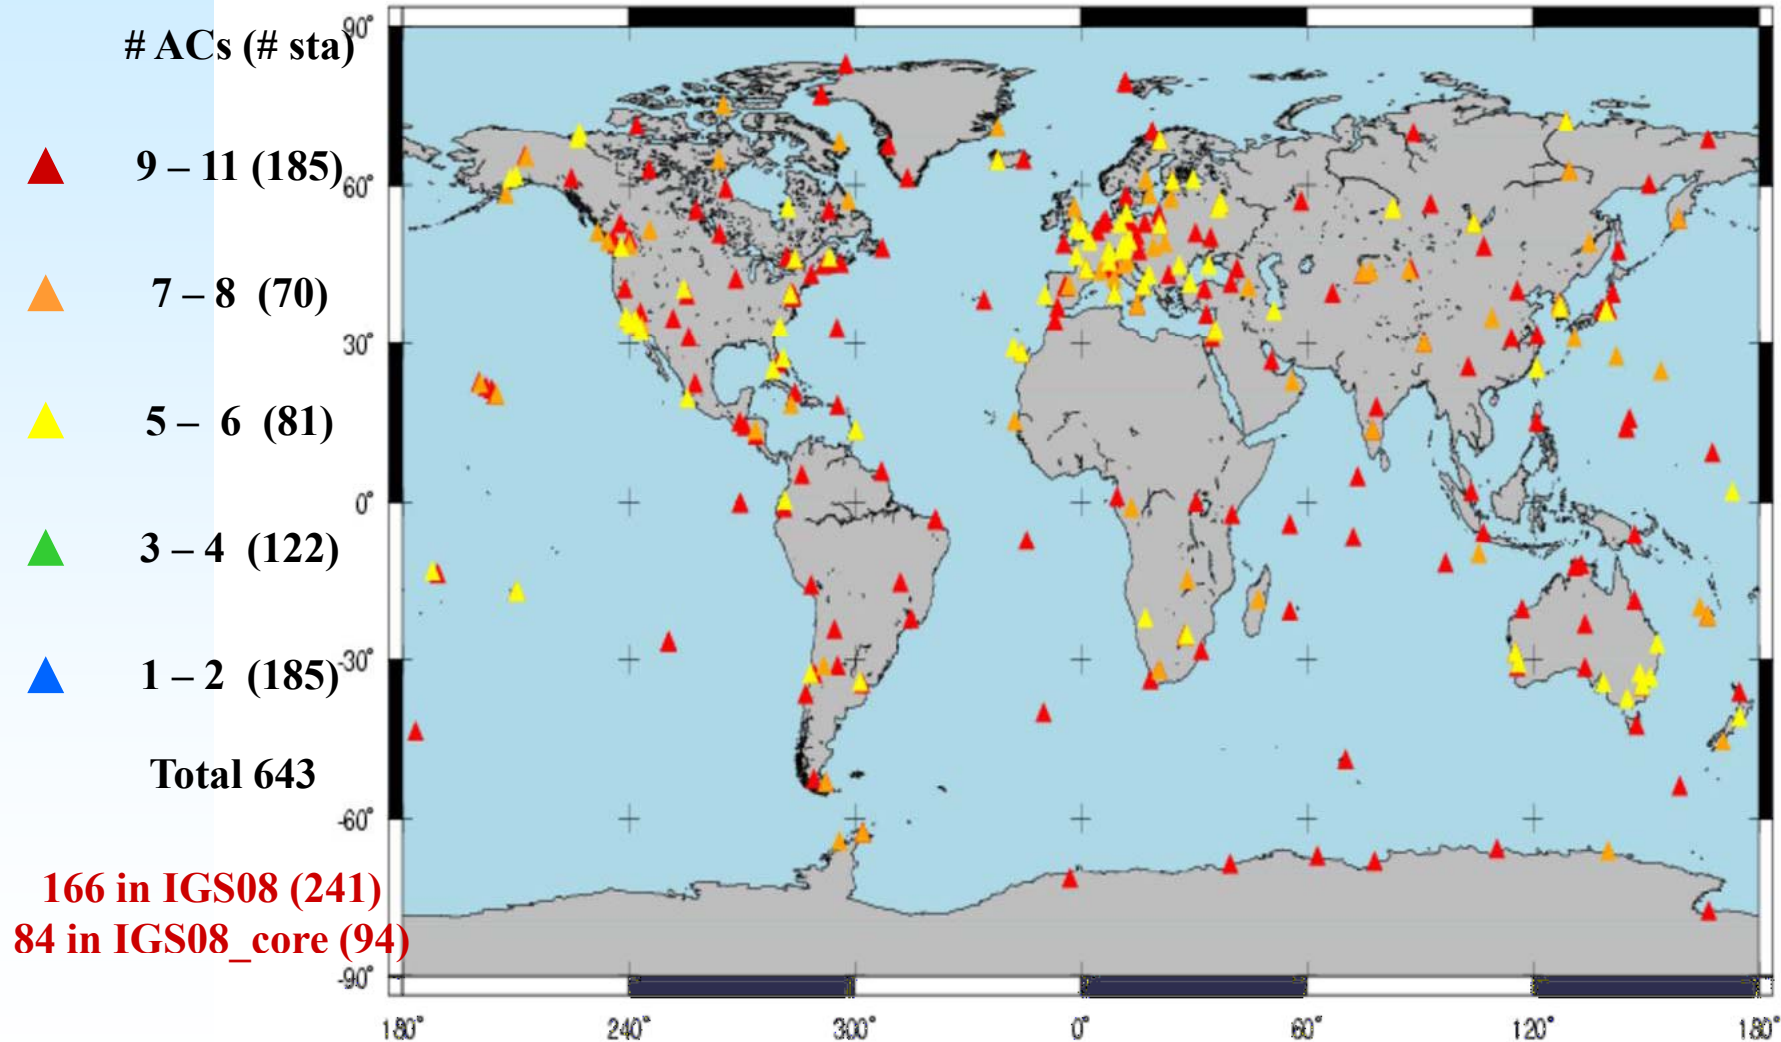 # ACs (# sta)
9 – 11 (185)
7 – 8 (70)
5 – 6 (81)
3 – 4 (122)
1 – 2 (185)
Total 643
166 in IGS08 (241)
84 in IGS08_core (94)
90°
60°
30°
0°
-30°
-60°
-90°
180° 240° 300° 0° 60° 120° 180°